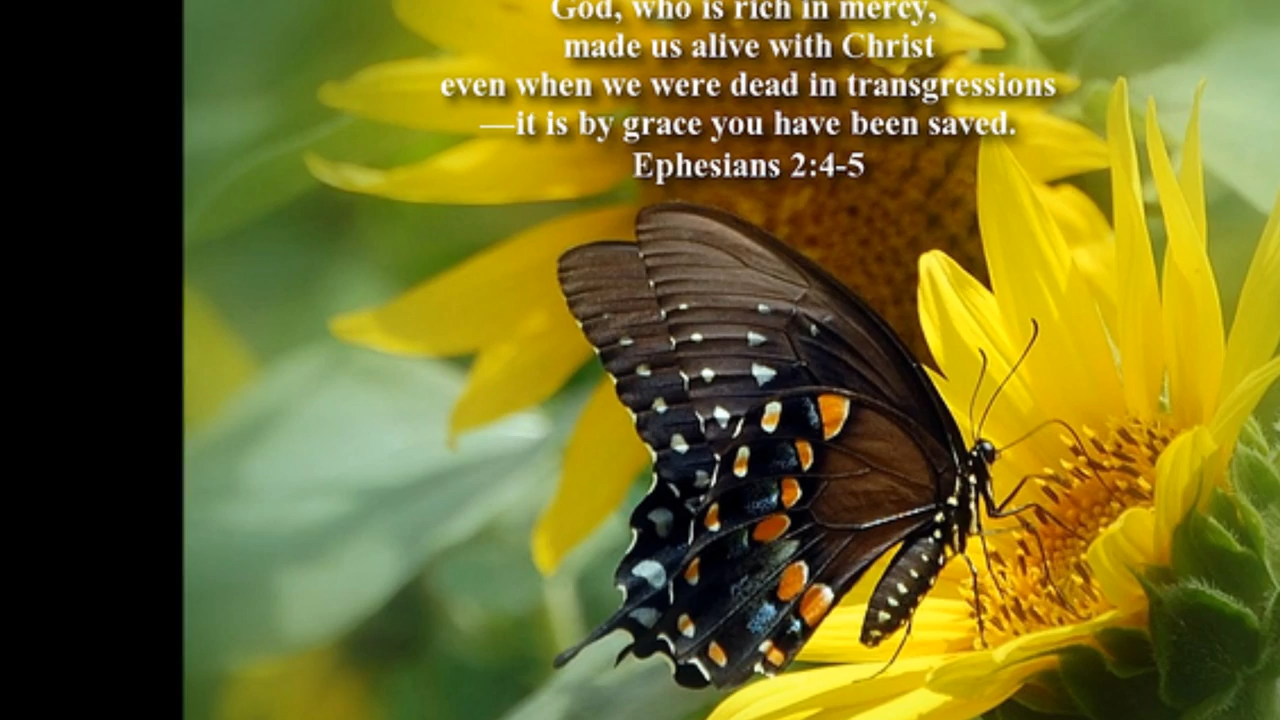 God, who is rich in mercy,
made us alive with Christ
even when we were dead in transgressions
—it is by grace you have been saved.
Ephesians 2:4-5